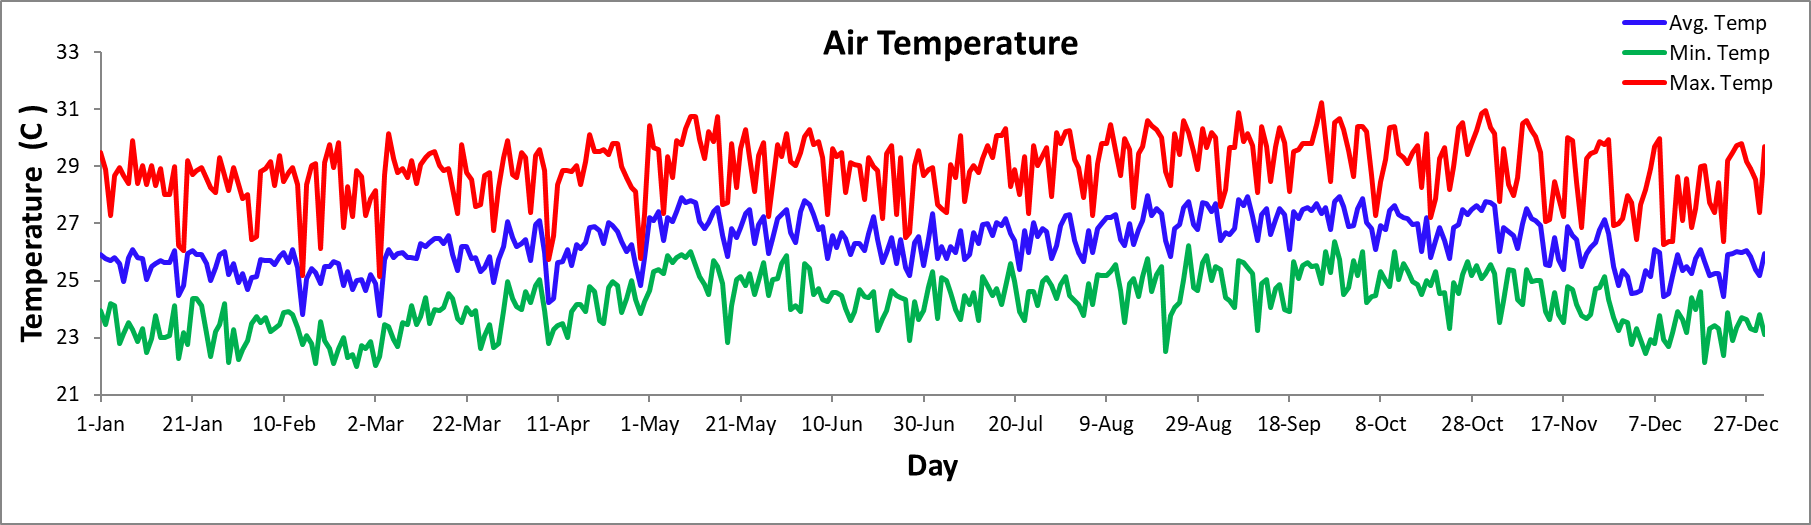 Air Temperature
Avg. Temp
Min. Temp
Max. Temp
Temperature (C )
33
31
29
27
25
23
21
1-Jan 21-Jan 10-Feb 2-Mar 22-Mar 11-Apr 1-May 21-May 10-Jun 30-Jun 20-Jul 9-Aug 29-Aug 18-Sep 8-Oct 28-Oct 17-Nov 7-Dec 27-Dec
Day